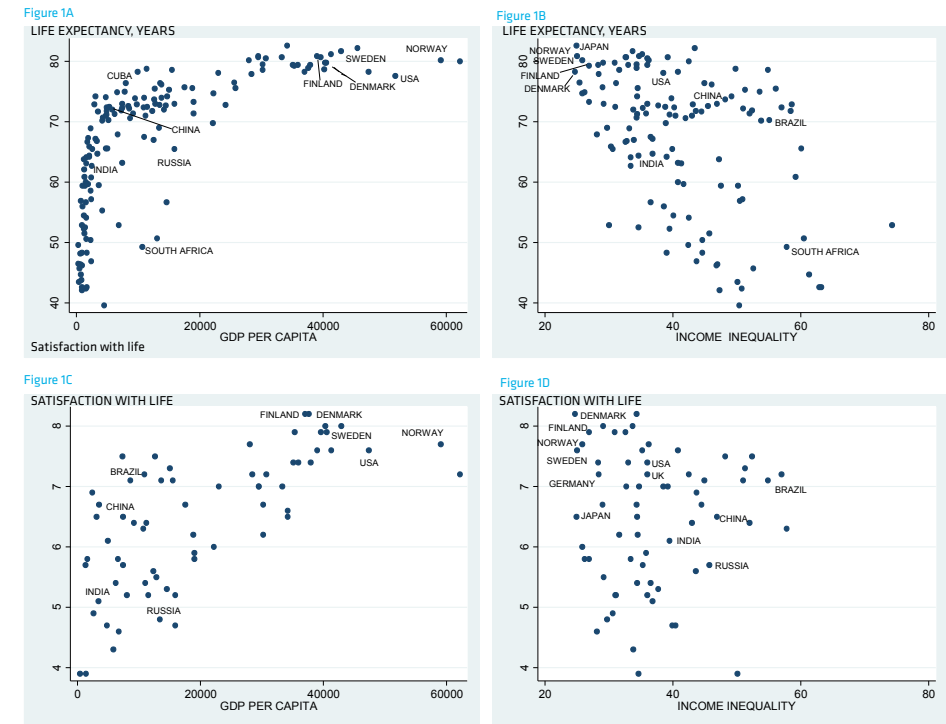 Figure 1A
LIFE EXPECTANCY, YEARS
NORWAY
SWEDEN
CUBA
FINLAND
DENMARK
USA
CHINA
RUSSIA
INDIA
SOUTH AFRICA
80
70
60
50
40
0 20000 40000 60000
GDP PER CAPITA
Satisfaction with life
Figure 1B
LIFE EXPECTANCY, YEARS
JAPAN
NORWAY
SWEDEN
FINLAND
DENMARK
USA
CHINA
BRAZIL
INDIA
SOUTH AFRICA
80
70
60
50
40
20 40 60 80
INCOME INEQUALITY
Figure 1C
SATISFACTION WITH LIFE
FINLAND DENMARK
SWEDEN
NORWAY
USA
BRAZIL
CHINA
INDIA
RUSSIA
8
7
6
5
4
0 20000 40000 60000
GDP PER CAPITA
Figure 1D
SATISFACTION WITH LIFE
DENMARK
FINLAND
NORWAY
SWEDEN
USA
UK
GERMANY
BRAZIL
JAPAN
CHINA
INDIA
RUSSIA
8
7
6
5
4
20 40 60 80
INCOME INEQUALITY